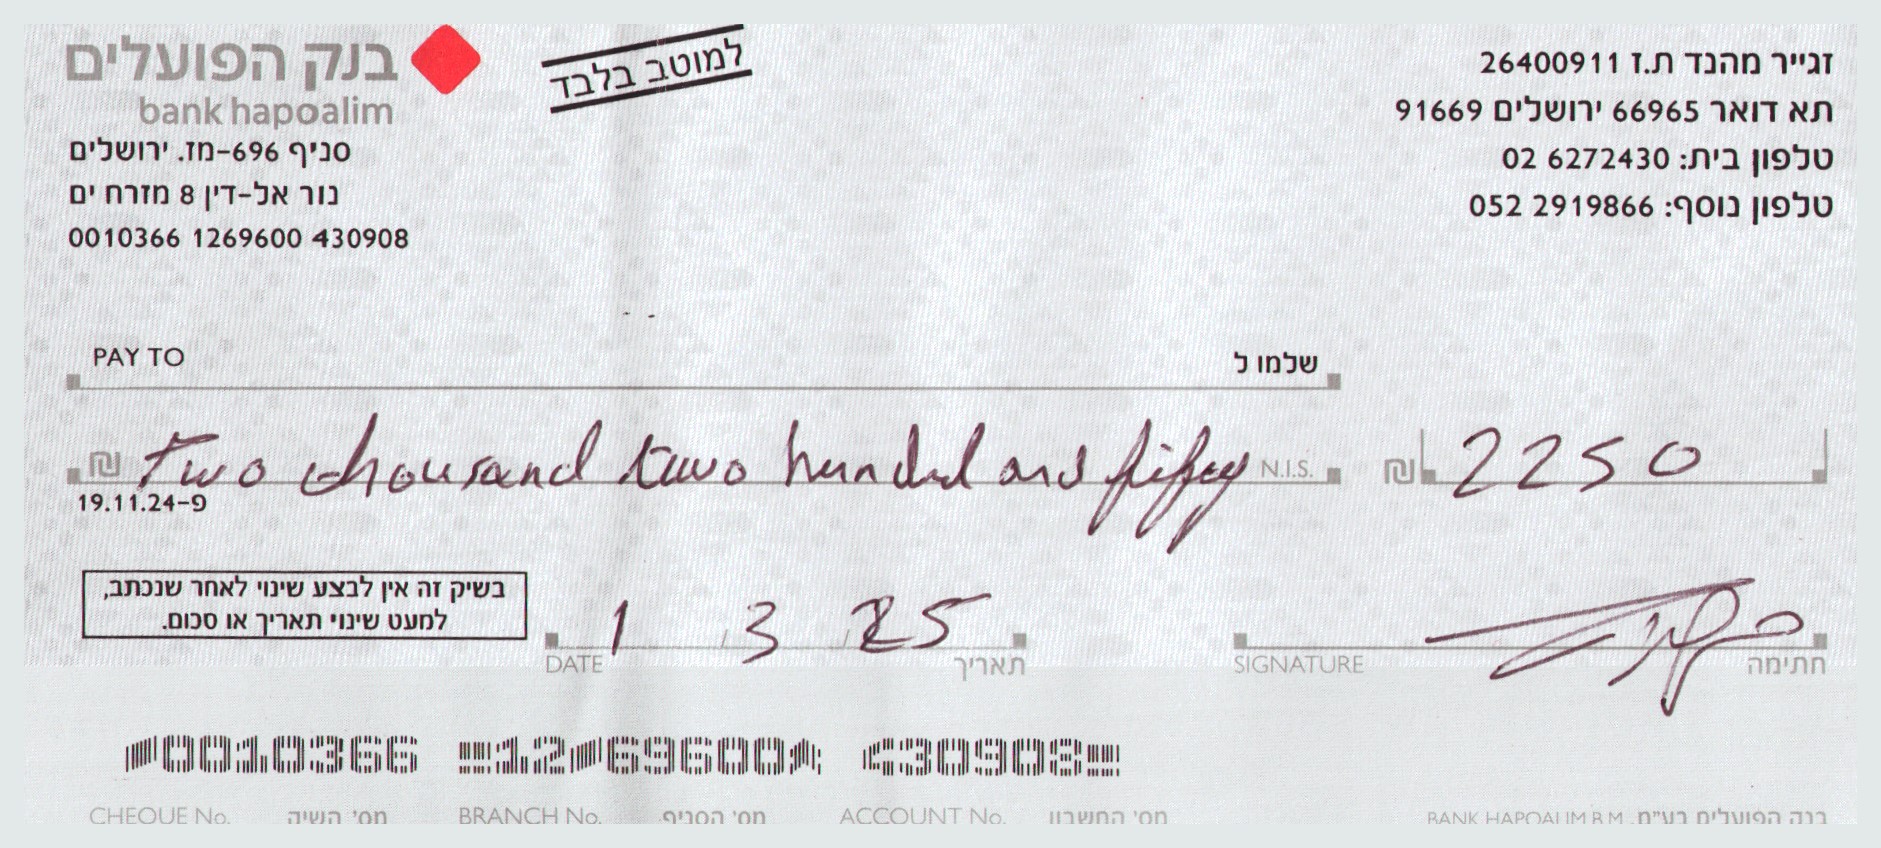 בנק הפועלים
bank hapoalim
סניף 696-מז. ירושלים
נור אל-דין 8 מזרח ים
0010366 1269600 430908
למוטב בלבד
זגייר מהנד ת.ז 26400911
תא דואר 66965 ירושלים 91669
טלפון בית: 02 6272430
טלפון נוסף: 052 2919866
PAY TO שלמו ל
₪ two thousand two hundred and fifty N.I.S. ₪ 2250
פ-19.11.24
בשיק זה אין לבצע שינוי לאחר שנכתב,
למעט שינוי תאריך או סכום.
1 / 3 / 25
DATE תאריך SIGNATURE חתימה
0010366 12 69600 430908
CHEQUE No. מס' השיק BRANCH No. מס' הסניף ACCOUNT No. מס' החשבון BANK HAPOALIM B.M. בנק הפועלים בע"מ